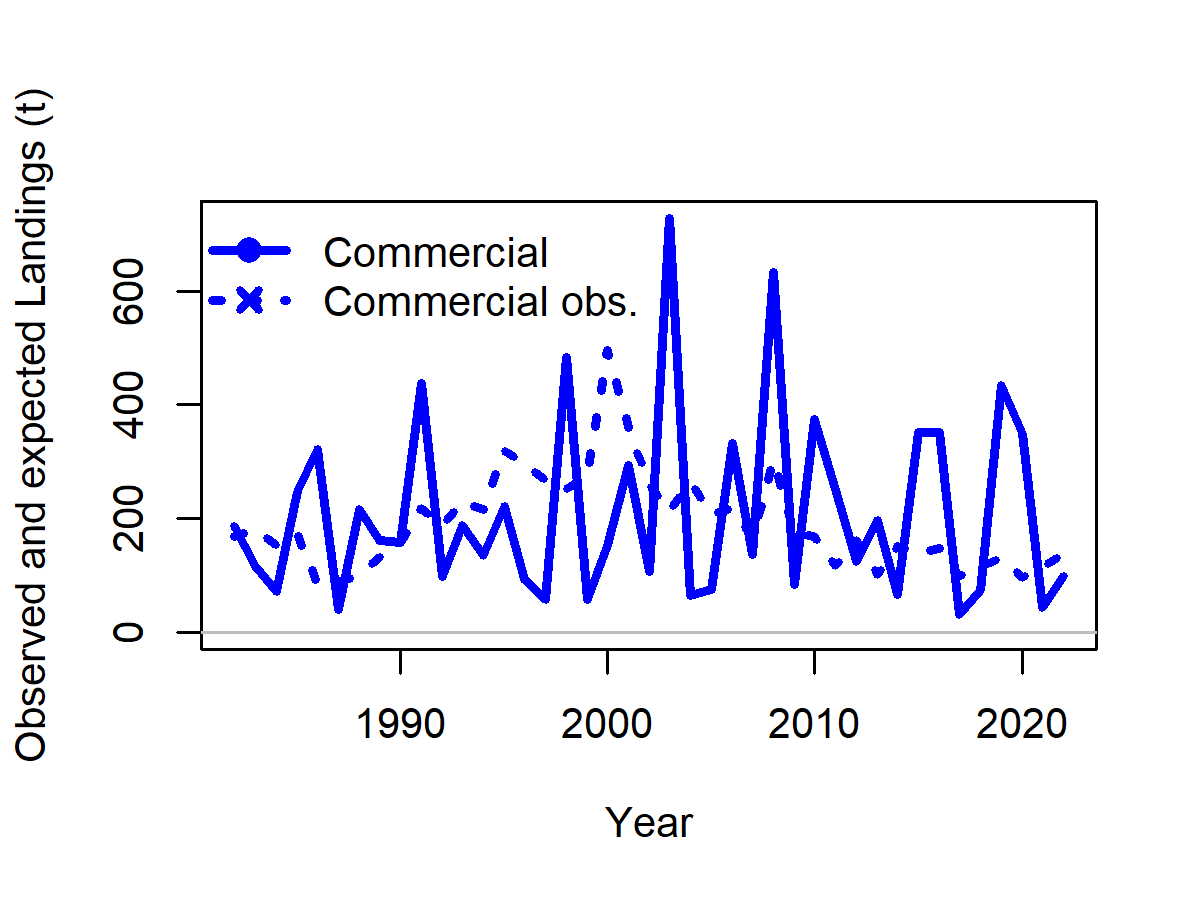 Observed and expected Landings (t)
600
400
200
0
Commercial
Commercial obs.
1990
2000
2010
2020
Year